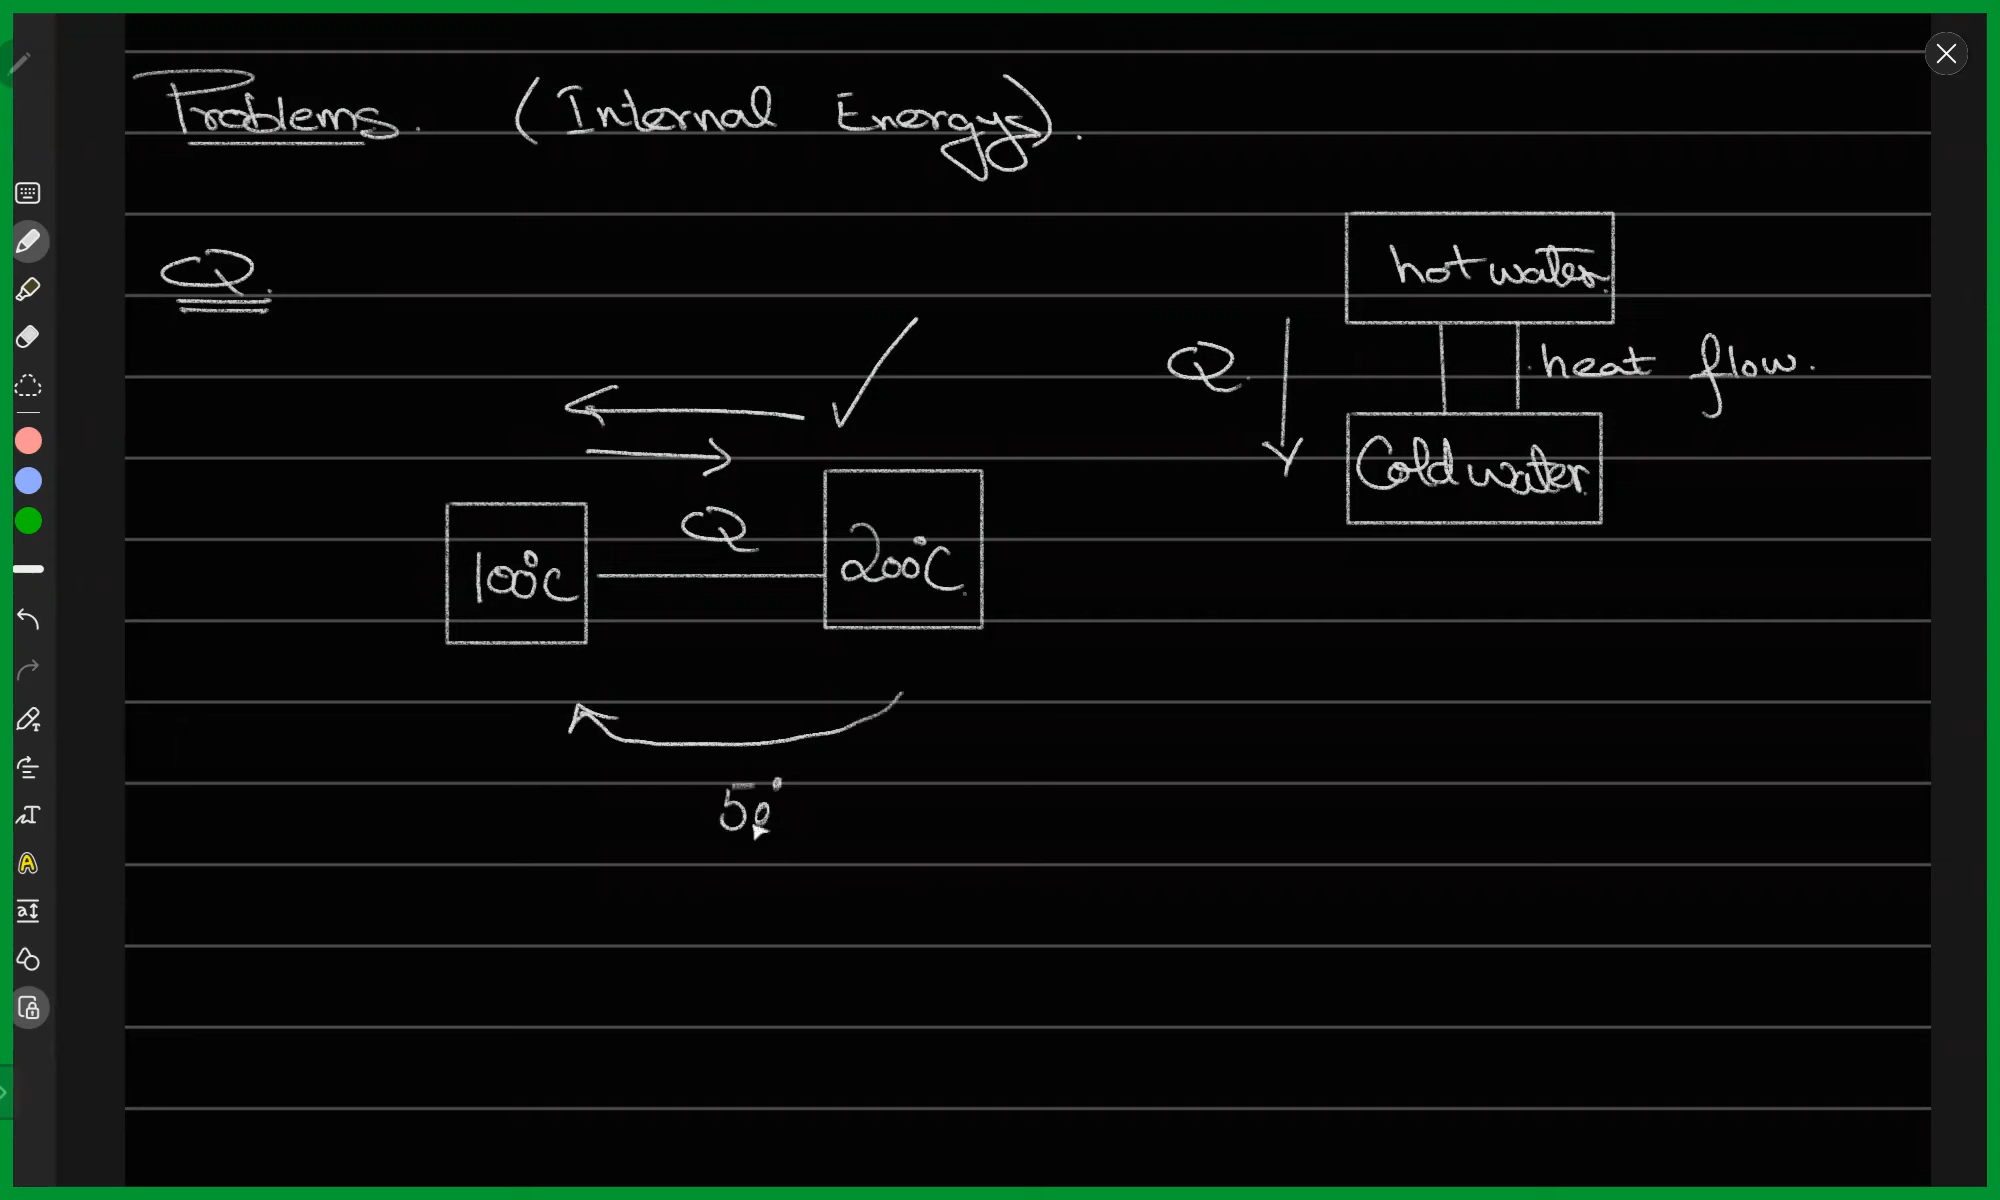 Problems. (Internal Energy).
Q.
hot water.
Q. heat flow.
Cold water.
Q
100°C 200°C.
50°